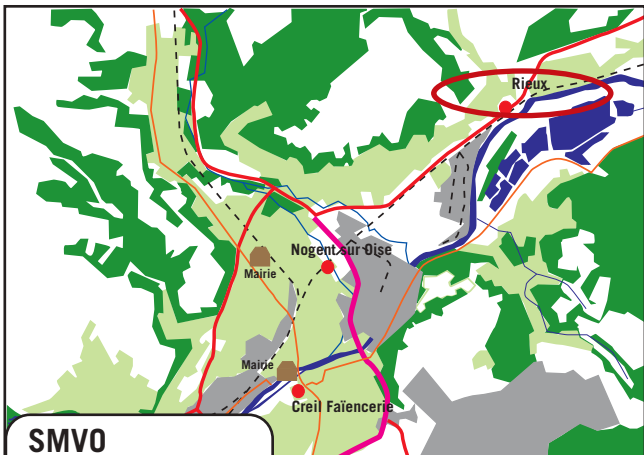 Rieux
Nogent sur Oise
Mairie
Mairie
Creil Faïencerie
SMVO